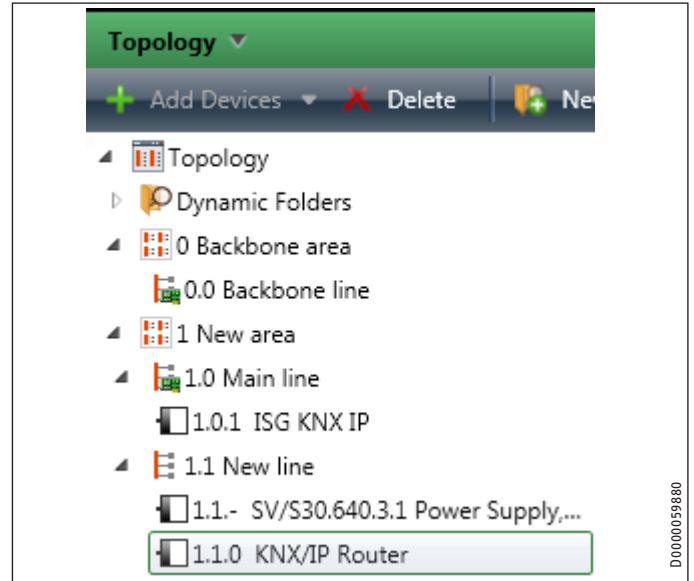 Topology
Add Devices Delete Ne
Topology
Dynamic Folders
0 Backbone area
0.0 Backbone line
1 New area
1.0 Main line
1.0.1 ISG KNX IP
1.1 New line
1.1.- SV/S30.640.3.1 Power Supply,...
1.1.0 KNX/IP Router
D0000059880